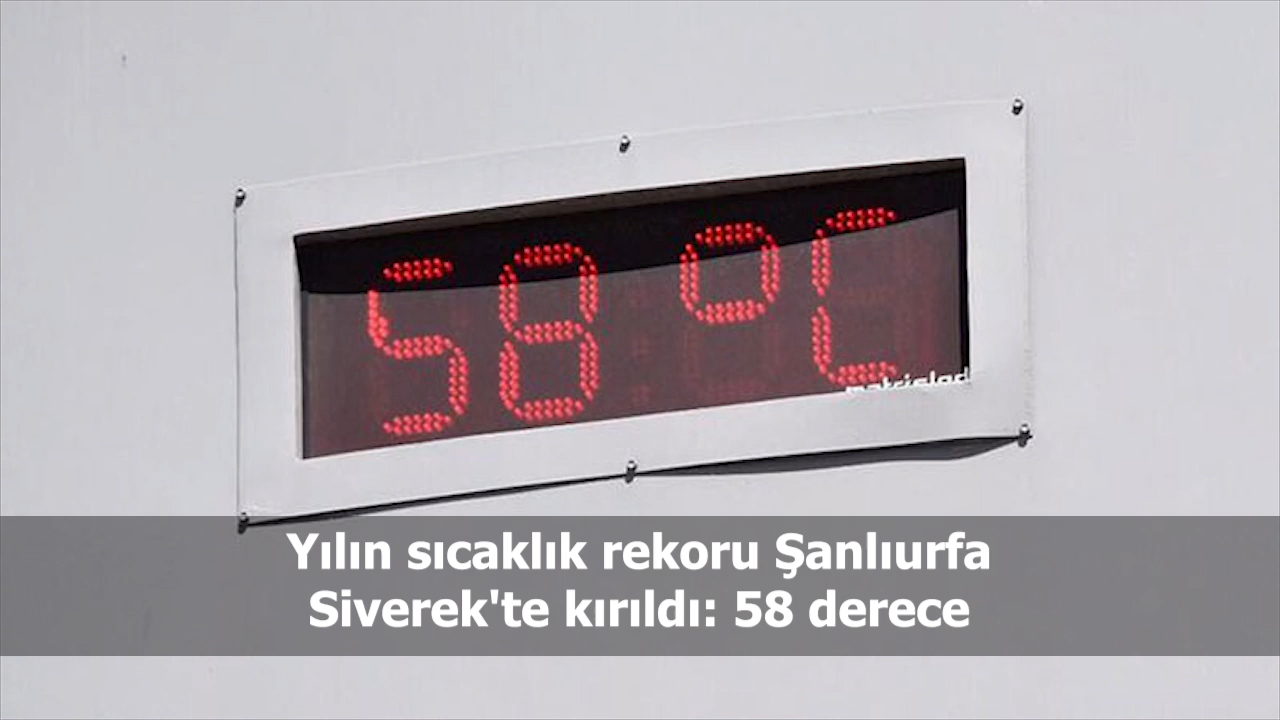 58 °C
Yılın sıcaklık rekoru Şanlıurfa
Siverek'te kırıldı: 58 derece